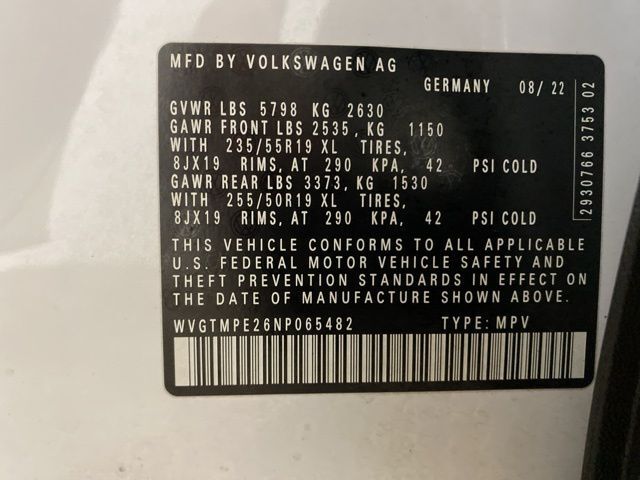 MFD BY VOLKSWAGEN AG
GERMANY 08/ 22
GVWR LBS 5798 KG 2630
GAWR FRONT LBS 2535, KG 1150
WITH 235/55R19 XL TIRES,
8JX19 RIMS, AT 290 KPA, 42 PSI COLD
GAWR REAR LBS 3373, KG 1530
WITH 255/50R19 XL TIRES,
8JX19 RIMS, AT 290 KPA, 42 PSI COLD
THIS VEHICLE CONFORMS TO ALL APPLICABLE
U.S. FEDERAL MOTOR VEHICLE SAFETY AND
THEFT PREVENTION STANDARDS IN EFFECT ON
THE DATE OF MANUFACTURE SHOWN ABOVE.
WVGTMPE26NP065482 TYPE: MPV
2930766 3753 02